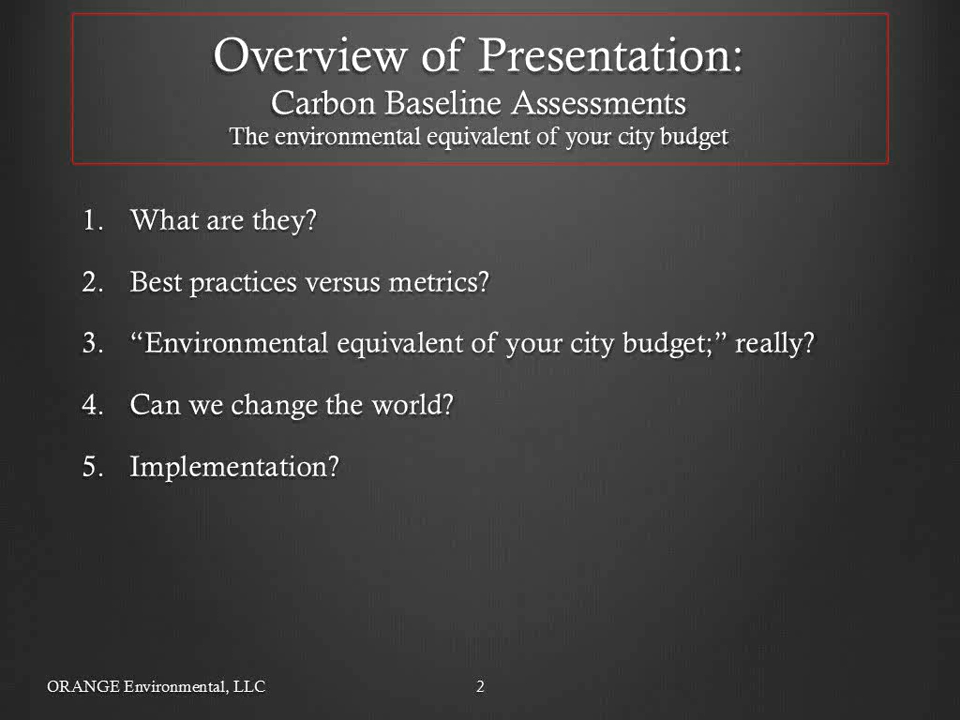 Overview of Presentation:
Carbon Baseline Assessments
The environmental equivalent of your city budget
1. What are they?
2. Best practices versus metrics?
3. “Environmental equivalent of your city budget;” really?
4. Can we change the world?
5. Implementation?
ORANGE Environmental, LLC 2